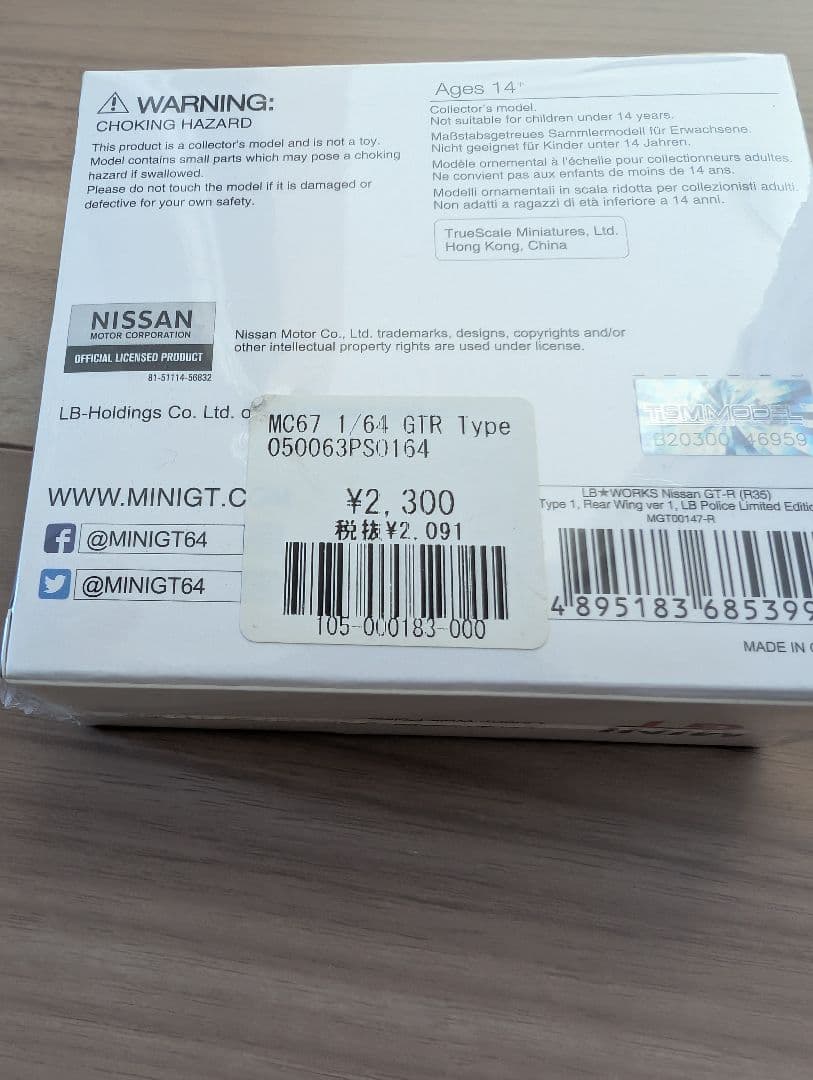 WARNING:
CHOKING HAZARD
This product is a collector's model and is not a toy.
Model contains small parts which may pose a choking
hazard if swallowed.
Please do not touch the model if it is damaged or
defective for your own safety.
Ages 14+
Collector's model.
Not suitable for children under 14 years.
Maßstabsgetreues Sammlermodell für Erwachsene.
Nicht geeignet für Kinder unter 14 Jahren.
Modèle ornemental à l'échelle pour collectionneurs adultes.
Ne convient pas aux enfants de moins de 14 ans.
Modelli ornamentali in scala ridotta per collezionisti adulti.
Non adatti a ragazzi di età inferiore a 14 anni.
TrueScale Miniatures, Ltd.
Hong Kong, China
NISSAN
MOTOR CORPORATION
OFFICIAL LICENSED PRODUCT
81-51114-56832
Nissan Motor Co., Ltd. trademarks, designs, copyrights and/or
other intellectual property rights are used under license.
LB-Holdings Co. Ltd. o
TSMMODEL
B20300 46959
MC67 1/64 GTR Type
050063PS0164
¥2,300
税抜¥2,091
105-000183-000
WWW.MINIGT.C
@MINIGT64
@MINIGT64
LB★WORKS Nissan GT-R (R35)
Type 1, Rear Wing ver 1, LB Police Limited Editio
MGT00147-R
4 895183 685399
MADE IN C